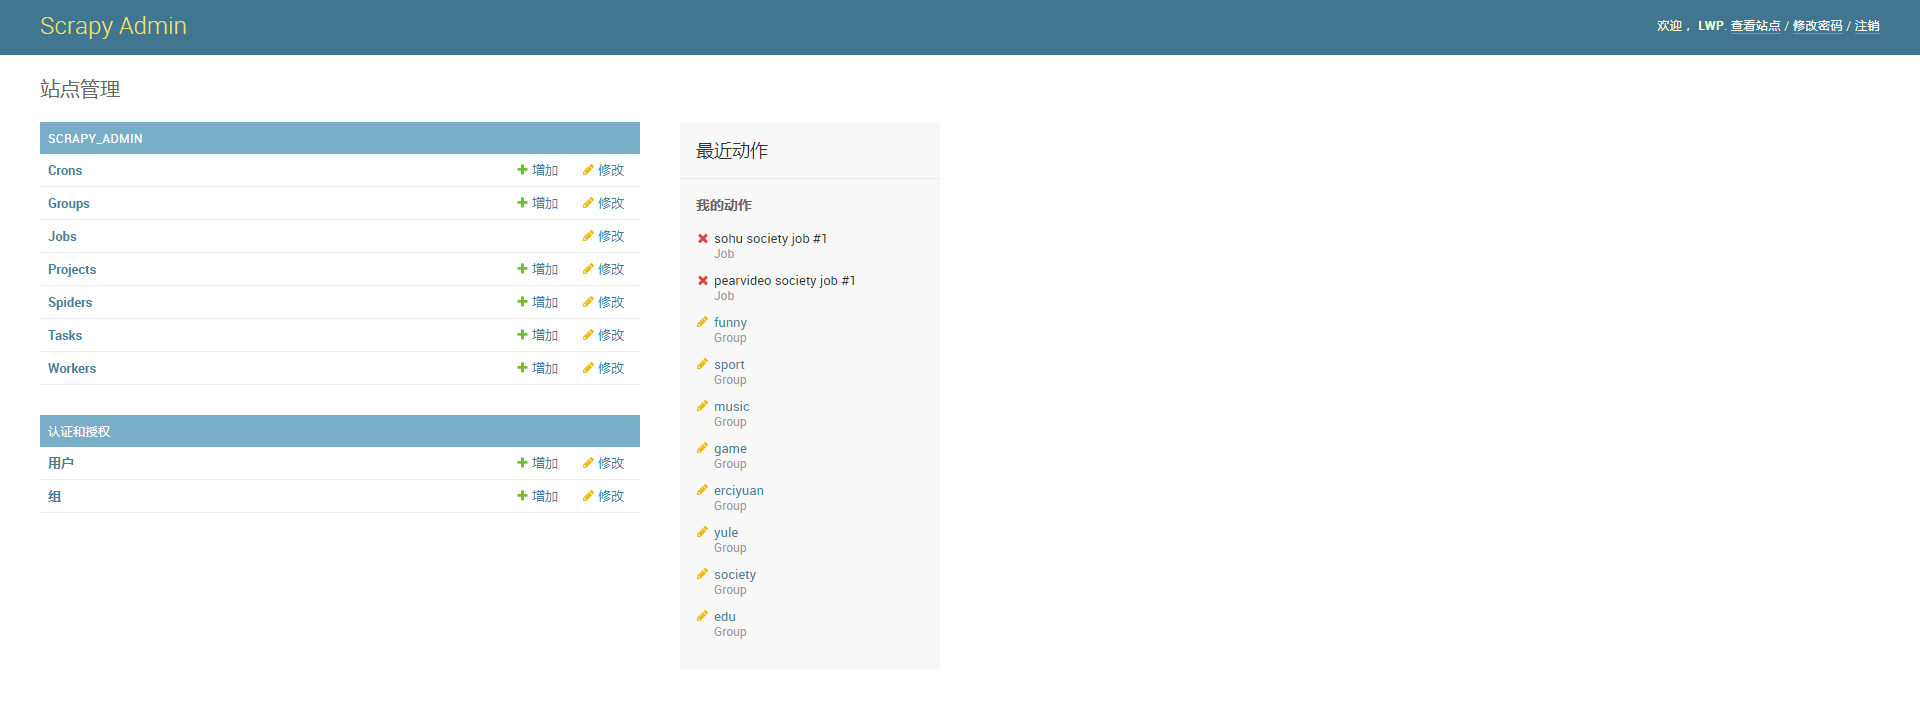 Scrapy Admin
欢迎， LWP. 查看站点 / 修改密码 / 注销
站点管理
SCRAPY_ADMIN
Crons 增加 修改
Groups 增加 修改
Jobs 修改
Projects 增加 修改
Spiders 增加 修改
Tasks 增加 修改
Workers 增加 修改
认证和授权
用户 增加 修改
组 增加 修改
最近动作
我的动作
sohu society job #1
Job
pearvideo society job #1
Job
funny
Group
sport
Group
music
Group
game
Group
erciyuan
Group
yule
Group
society
Group
edu
Group